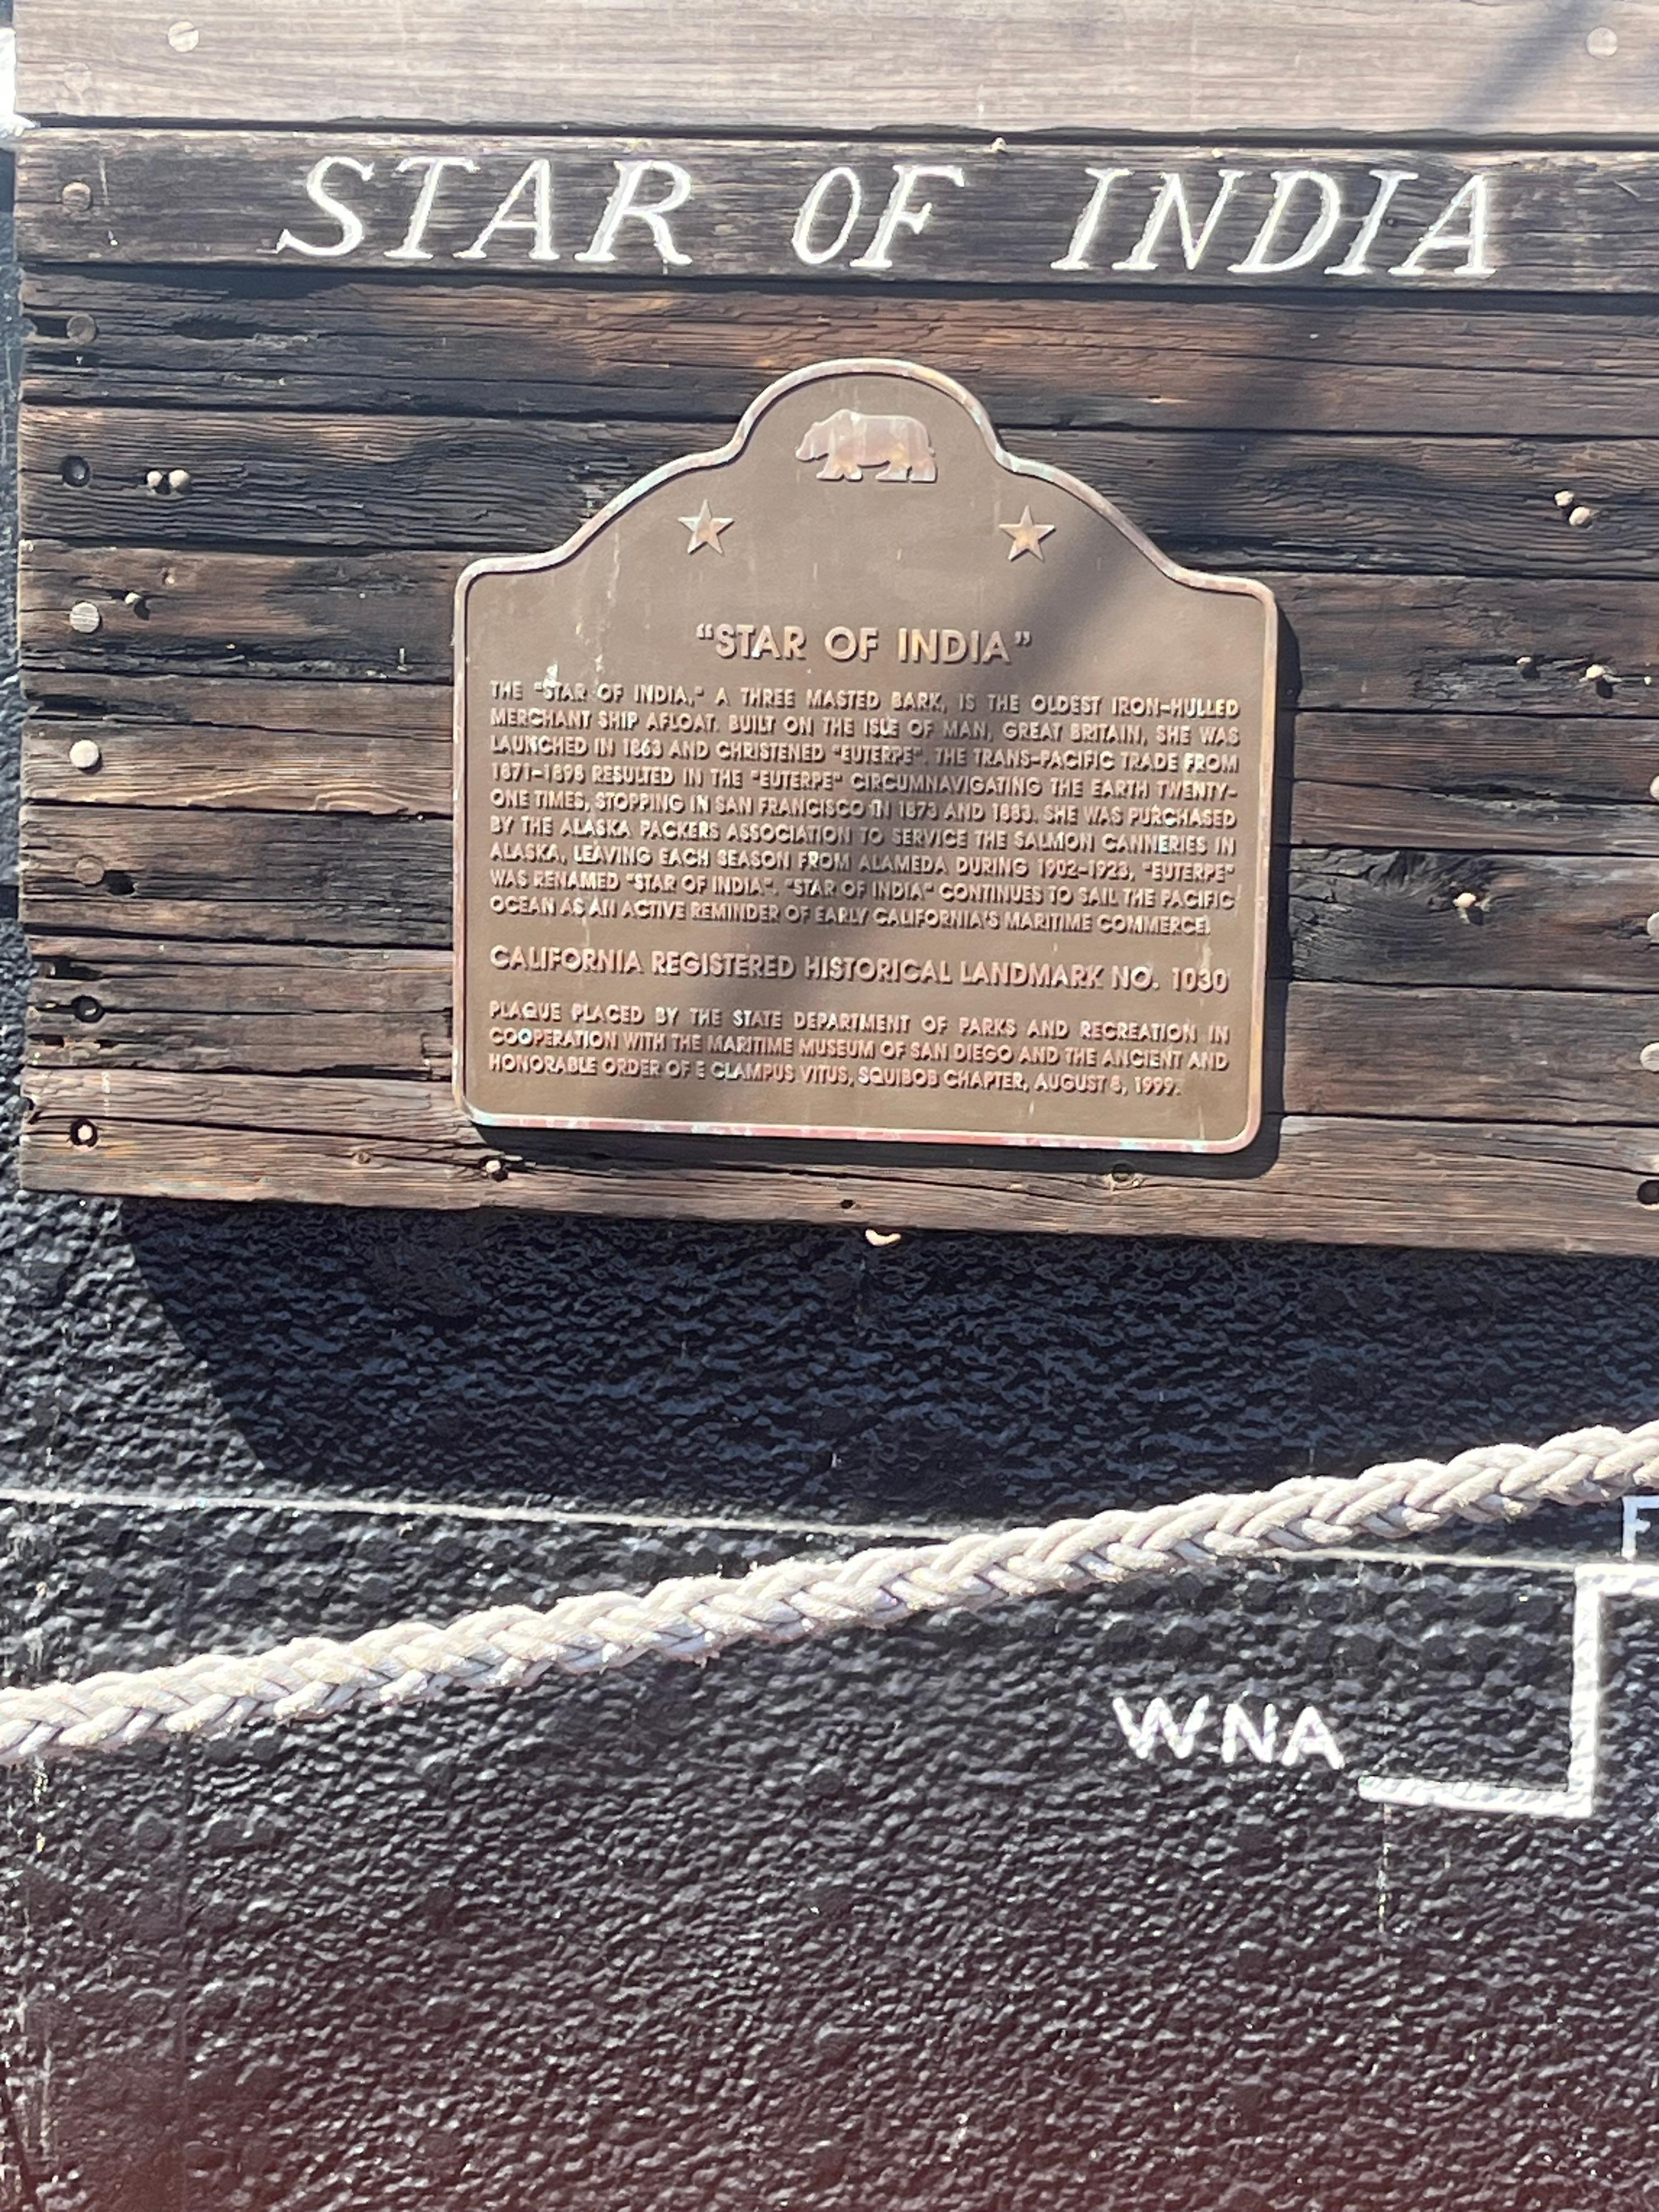 STAR OF INDIA
“STAR OF INDIA”
THE "STAR OF INDIA," A THREE MASTED BARK, IS THE OLDEST IRON-HULLED
MERCHANT SHIP AFLOAT. BUILT ON THE ISLE OF MAN, GREAT BRITAIN, SHE WAS
LAUNCHED IN 1863 AND CHRISTENED "EUTERPE". THE TRANS-PACIFIC TRADE FROM
1871-1898 RESULTED IN THE "EUTERPE" CIRCUMNAVIGATING THE EARTH TWENTY-
ONE TIMES, STOPPING IN SAN FRANCISCO IN 1873 AND 1883. SHE WAS PURCHASED
BY THE ALASKA PACKERS ASSOCIATION TO SERVICE THE SALMON CANNERIES IN
ALASKA, LEAVING EACH SEASON FROM ALAMEDA DURING 1902-1923, "EUTERPE"
WAS RENAMED "STAR OF INDIA". "STAR OF INDIA" CONTINUES TO SAIL THE PACIFIC
OCEAN AS AN ACTIVE REMINDER OF EARLY CALIFORNIA'S MARITIME COMMERCE.
CALIFORNIA REGISTERED HISTORICAL LANDMARK NO. 1030
PLAQUE PLACED BY THE STATE DEPARTMENT OF PARKS AND RECREATION IN
COOPERATION WITH THE MARITIME MUSEUM OF SAN DIEGO AND THE ANCIENT AND
HONORABLE ORDER OF E CLAMPUS VITUS, SQUIBOB CHAPTER, AUGUST 8, 1999.
F
WNA